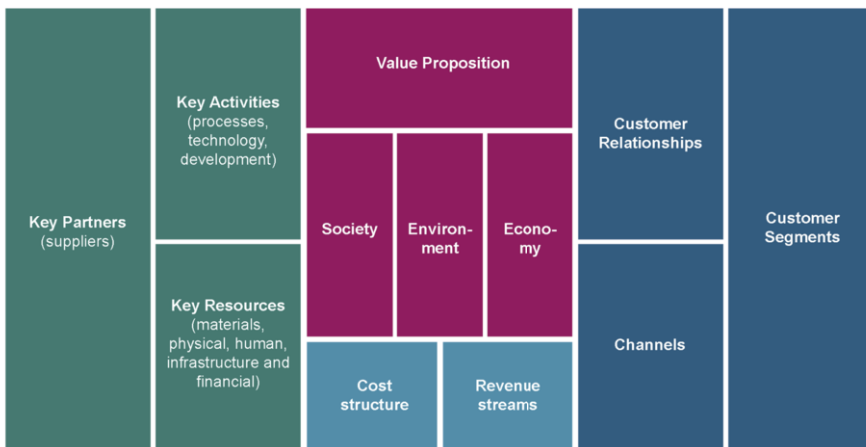 Key Partners
(suppliers)
Key Activities
(processes,
technology,
development)
Key Resources
(materials,
physical, human,
infrastructure and
financial)
Value Proposition
Society
Environ-
ment
Econo-
my
Cost
structure
Revenue
streams
Customer
Relationships
Channels
Customer
Segments